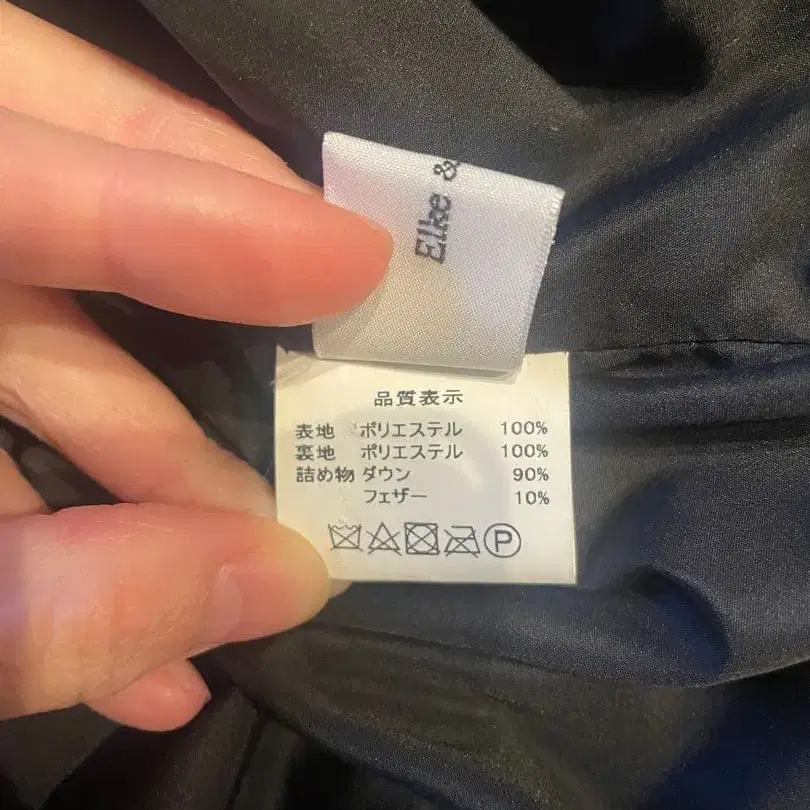 Elke &
品質表示
表地 ポリエステル 100%
裏地 ポリエステル 100%
詰め物 ダウン 90%
フェザー 10%
P